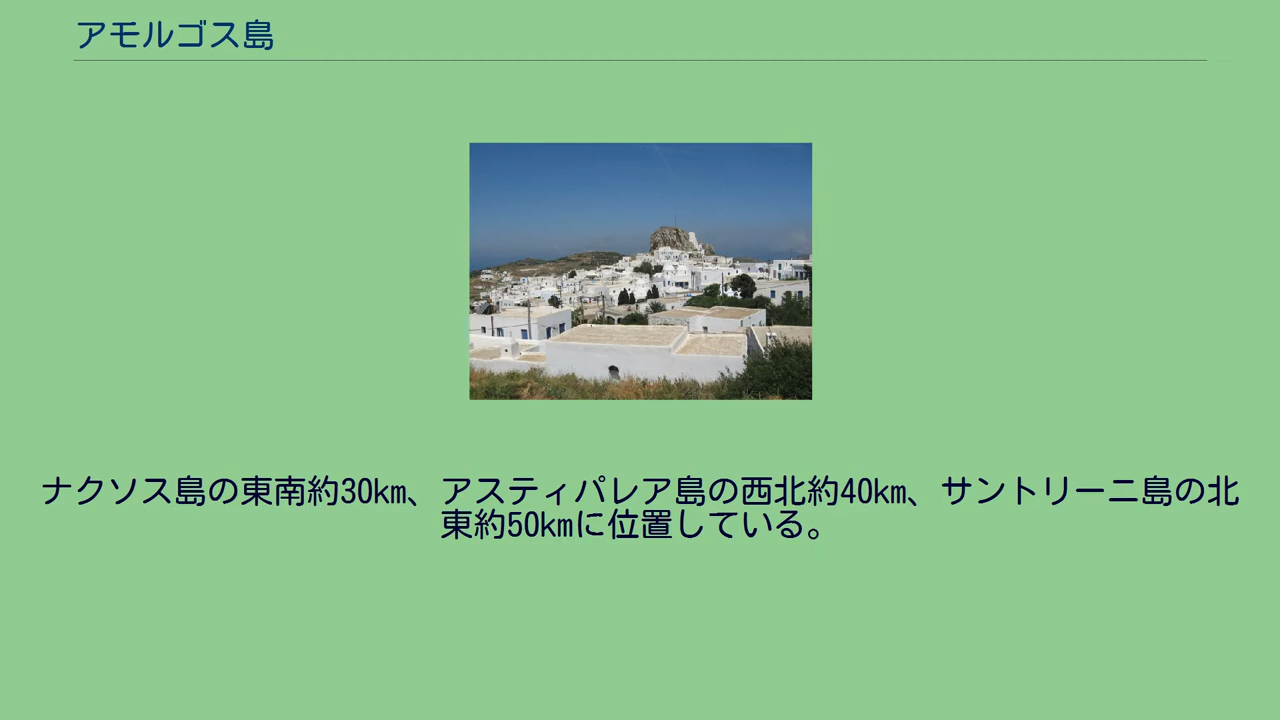 アモルゴス島
ナクソス島の東南約30km、アスティパレア島の西北約40km、サントリーニ島の北
東約50kmに位置している。